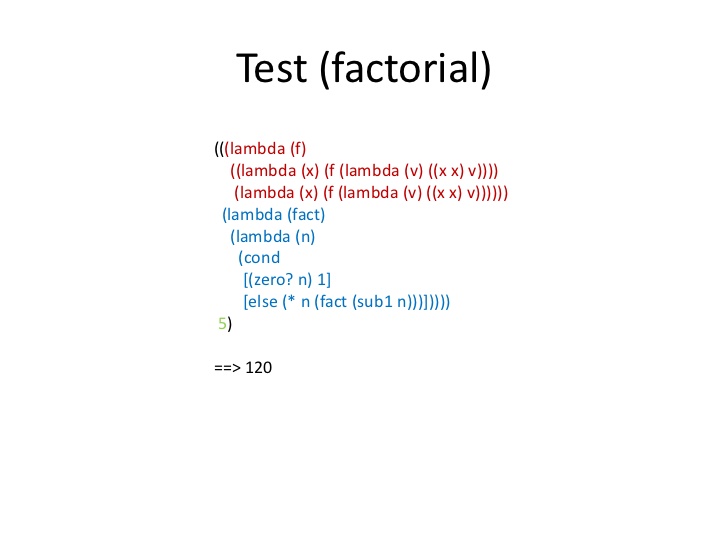 Test (factorial)
(((lambda (f)
((lambda (x) (f (lambda (v) ((x x) v))))
(lambda (x) (f (lambda (v) ((x x) v))))))
(lambda (fact)
(lambda (n)
(cond
[(zero? n) 1]
[else (* n (fact (sub1 n)))]))))
5)
==> 120